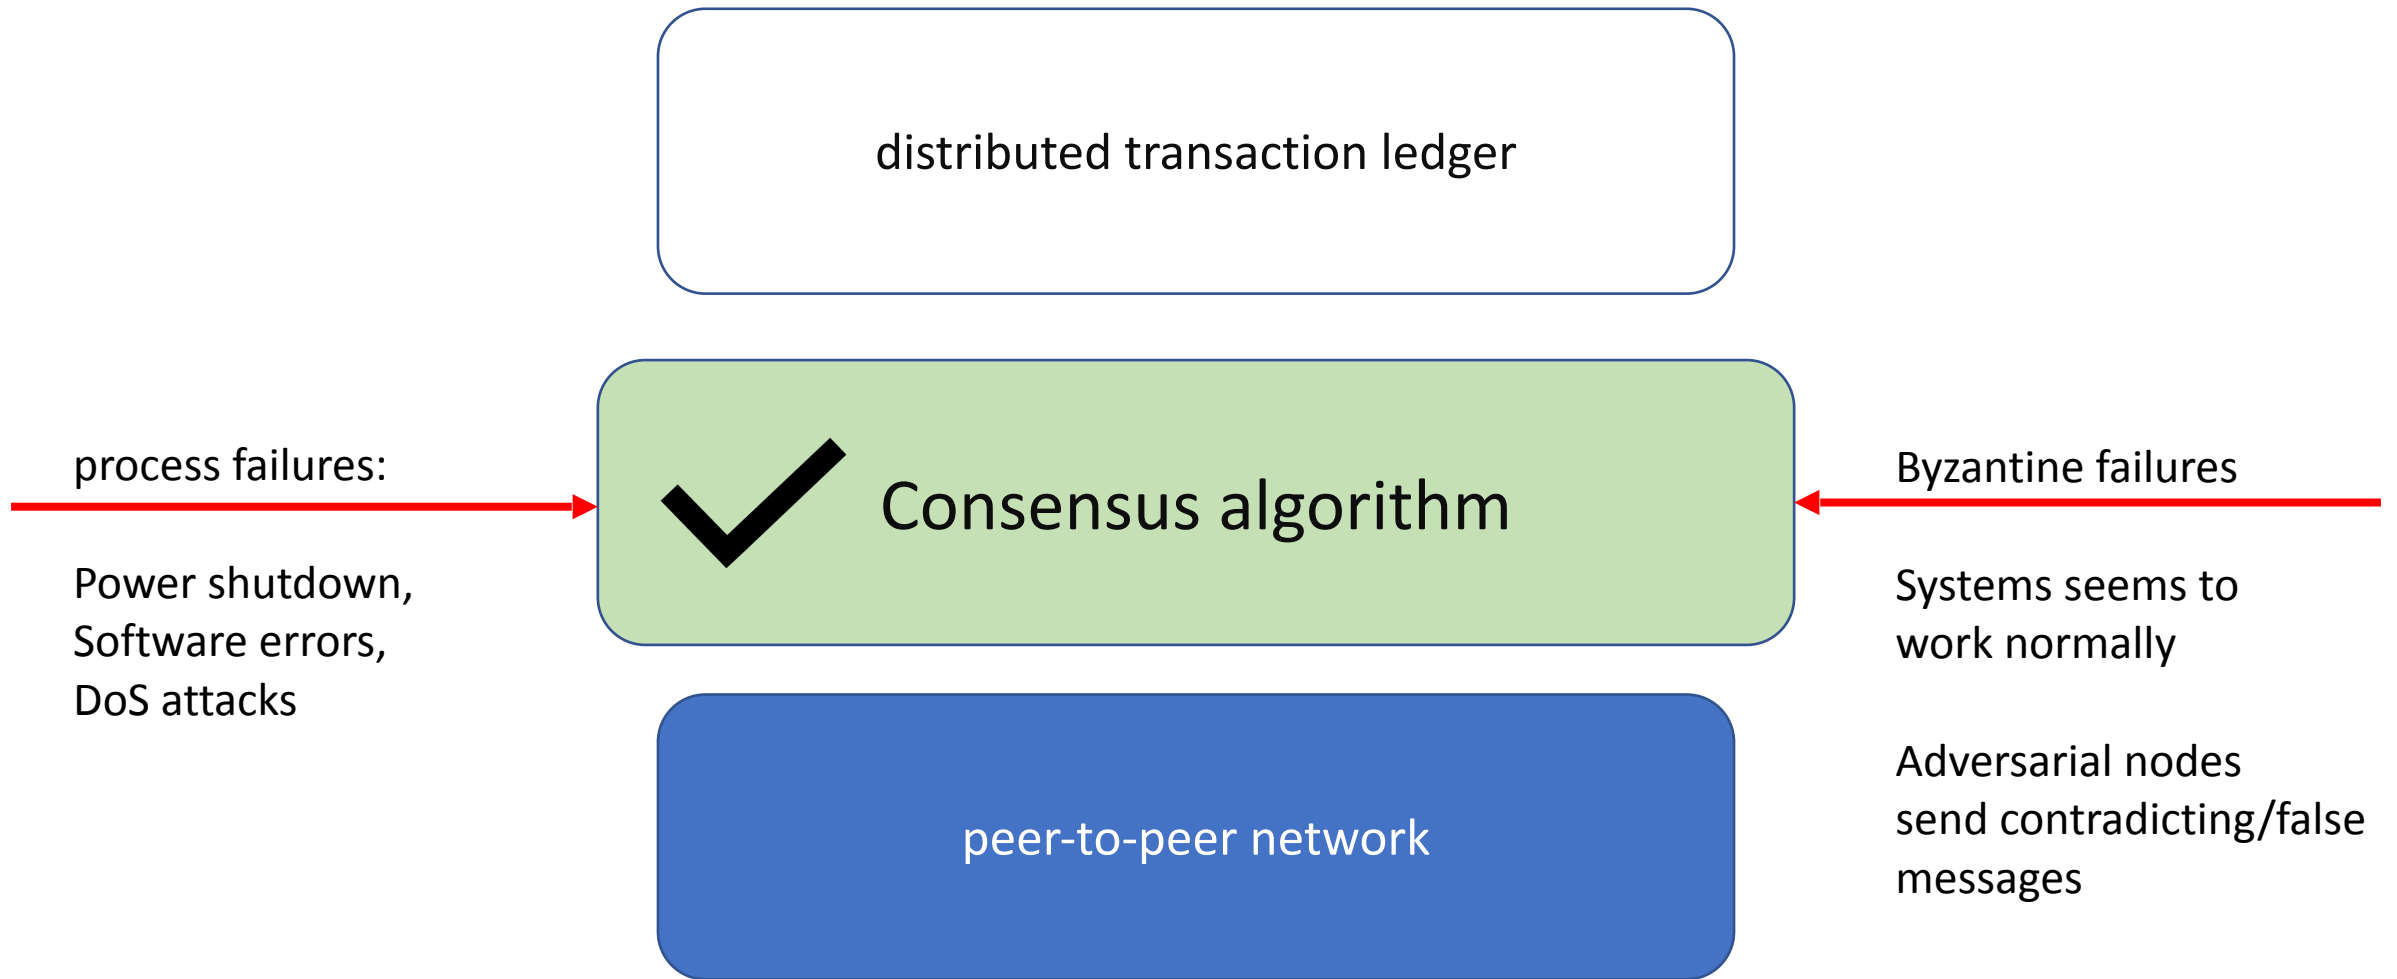 distributed transaction ledger
process failures:
Power shutdown,
Software errors,
DoS attacks
Consensus algorithm
Byzantine failures
Systems seems to
work normally
Adversarial nodes
send contradicting/false
messages
peer-to-peer network